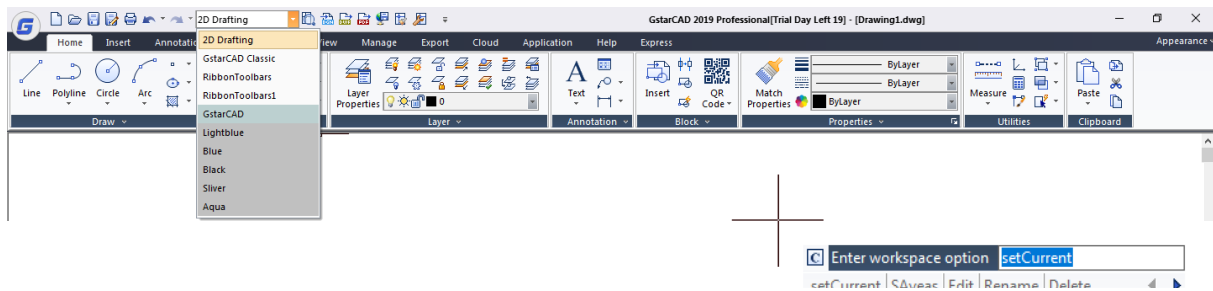 2D Drafting
GstarCAD 2019 Professional[Trial Day Left 19] - [Drawing1.dwg]
Home Insert Manage Export Cloud Application Help Express Appearance
2D Drafting
GstarCAD Classic
RibbonToolbars
RibbonToolbars1
GstarCAD
Lightblue
Blue
Black
Sliver
Aqua
Line Polyline Circle Arc
Draw
Layer
Properties
0
Layer
Text
Annotation
Insert QR
Code
Block
Match
Properties
ByLayer
ByLayer
ByLayer
Properties
Measure
Utilities
Paste
Clipboard
C Enter workspace option setCurrent
setCurrent SAveas Edit Rename Delete